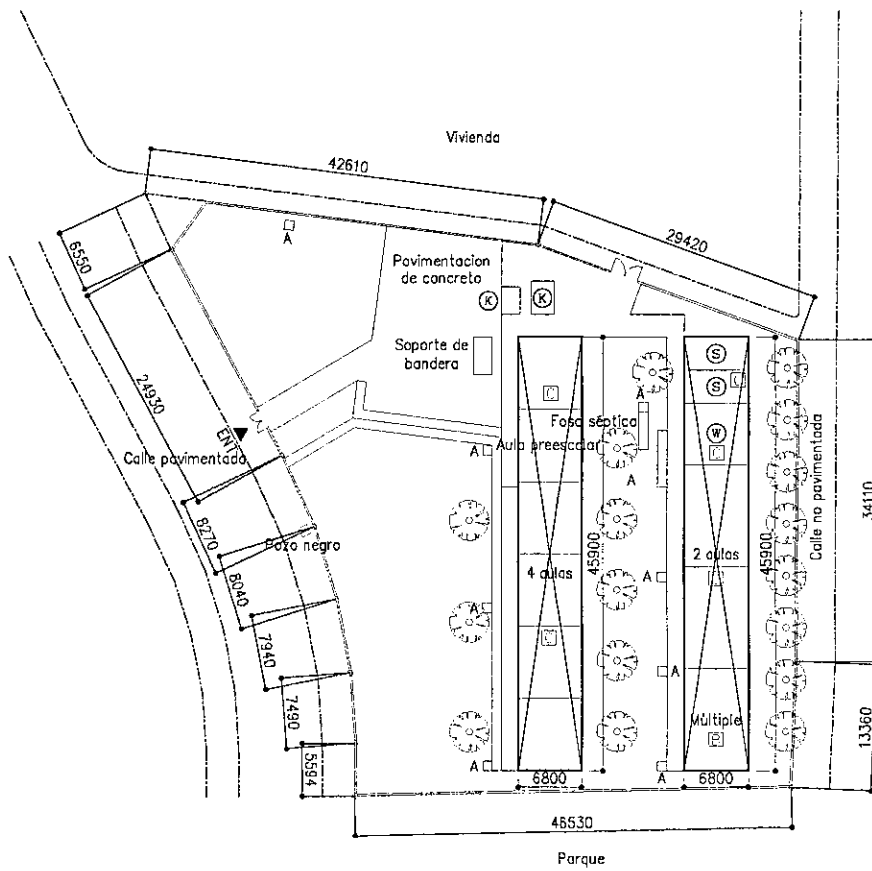 Vivienda
42610
29420
6550
A
Pavimentacion
de concreto
K
K
Soporte de
bandera
S
S
C
C
A
24930
ENT
Calle pavimentada
Fosa séptica
Aula preescolar
W
C
A
A
Calle no pavimentada
34110
8270
Pozo negro
8040
4 aulas
45900
2 aulas
45900
C
A
A
7940
C
7490
A
Múltiple
P
5594
A
A
6800
6800
13360
46530
Parque